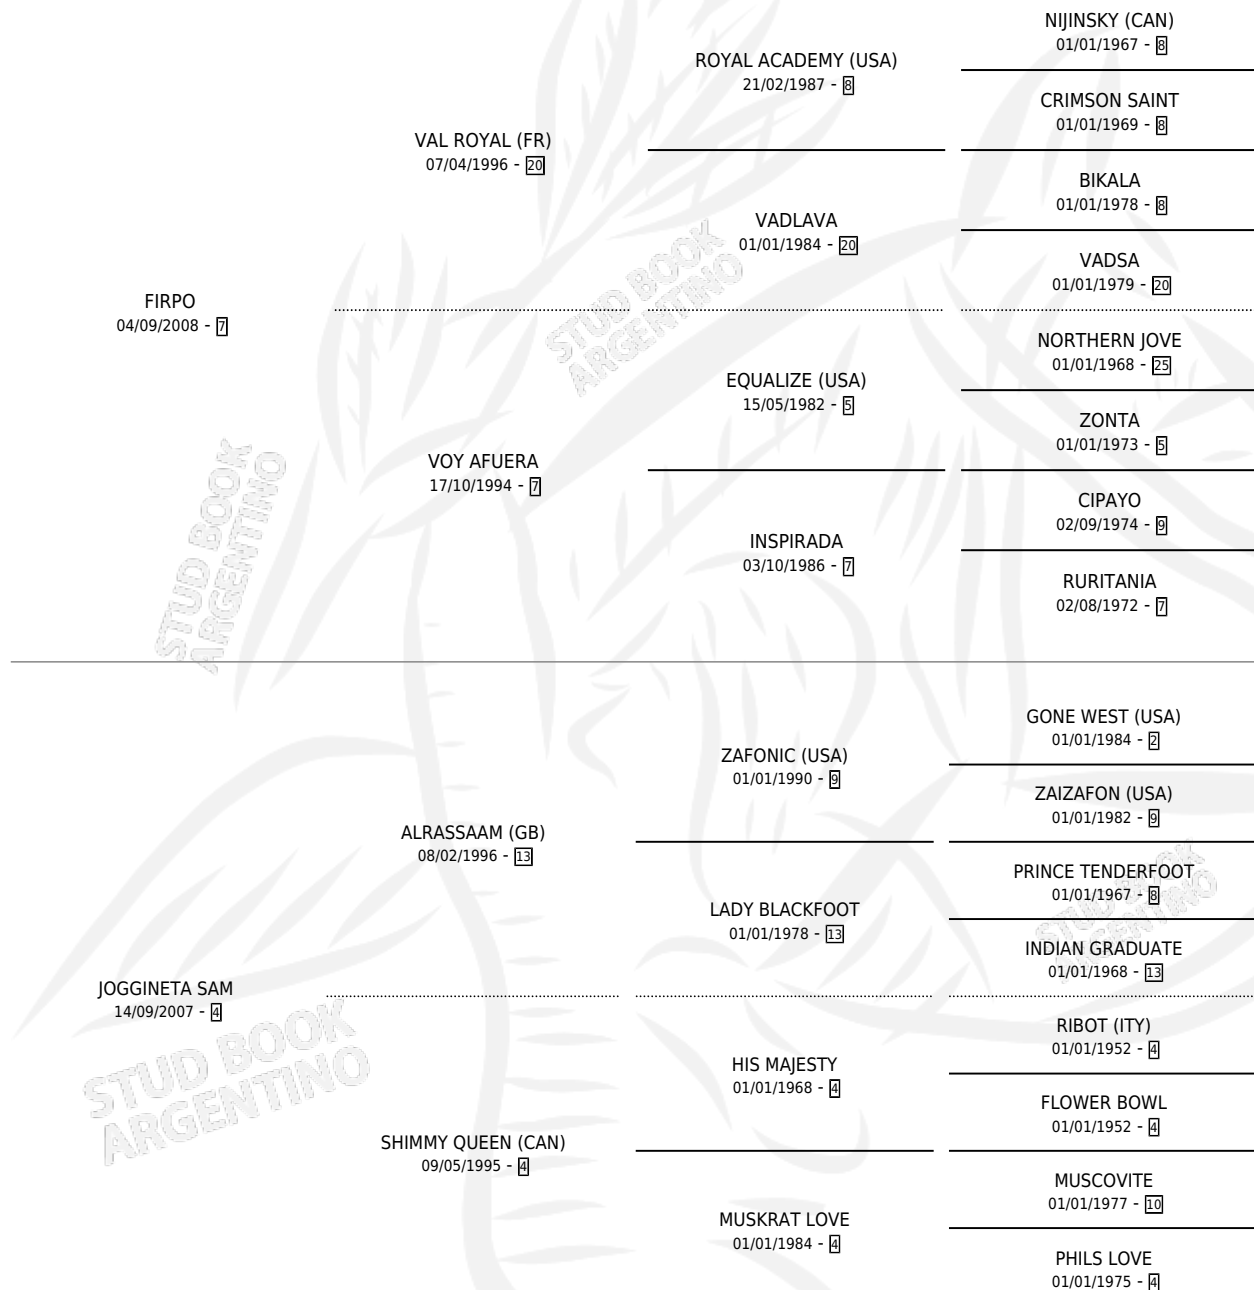 FIRPO
04/09/2008 - 7
VAL ROYAL (FR)
07/04/1996 - 20
ROYAL ACADEMY (USA)
21/02/1987 - 8
NIJINSKY (CAN)
01/01/1967 - 8
CRIMSON SAINT
01/01/1969 - 8
VADLAVA
01/01/1984 - 20
BIKALA
01/01/1978 - 8
VADSA
01/01/1979 - 20
VOY AFUERA
17/10/1994 - 7
EQUALIZE (USA)
15/05/1982 - 5
NORTHERN JOVE
01/01/1968 - 25
ZONTA
01/01/1973 - 5
INSPIRADA
03/10/1986 - 7
CIPAYO
02/09/1974 - 9
RURITANIA
02/08/1972 - 7
JOGGINETA SAM
14/09/2007 - 4
ALRASSAAM (GB)
08/02/1996 - 13
ZAFONIC (USA)
01/01/1990 - 9
GONE WEST (USA)
01/01/1984 - 2
ZAIZAFON (USA)
01/01/1982 - 9
LADY BLACKFOOT
01/01/1978 - 13
PRINCE TENDERFOOT
01/01/1967 - 8
INDIAN GRADUATE
01/01/1968 - 13
SHIMMY QUEEN (CAN)
09/05/1995 - 4
HIS MAJESTY
01/01/1968 - 4
RIBOT (ITY)
01/01/1952 - 4
FLOWER BOWL
01/01/1952 - 4
MUSKRAT LOVE
01/01/1984 - 4
MUSCOVITE
01/01/1977 - 10
PHILS LOVE
01/01/1975 - 4
STUD BOOK
ARGENTINO
STUD BOOK
ARGENTINO
STUD BOOK
ARGENTINO
STUD BOOK
ARGENTINO